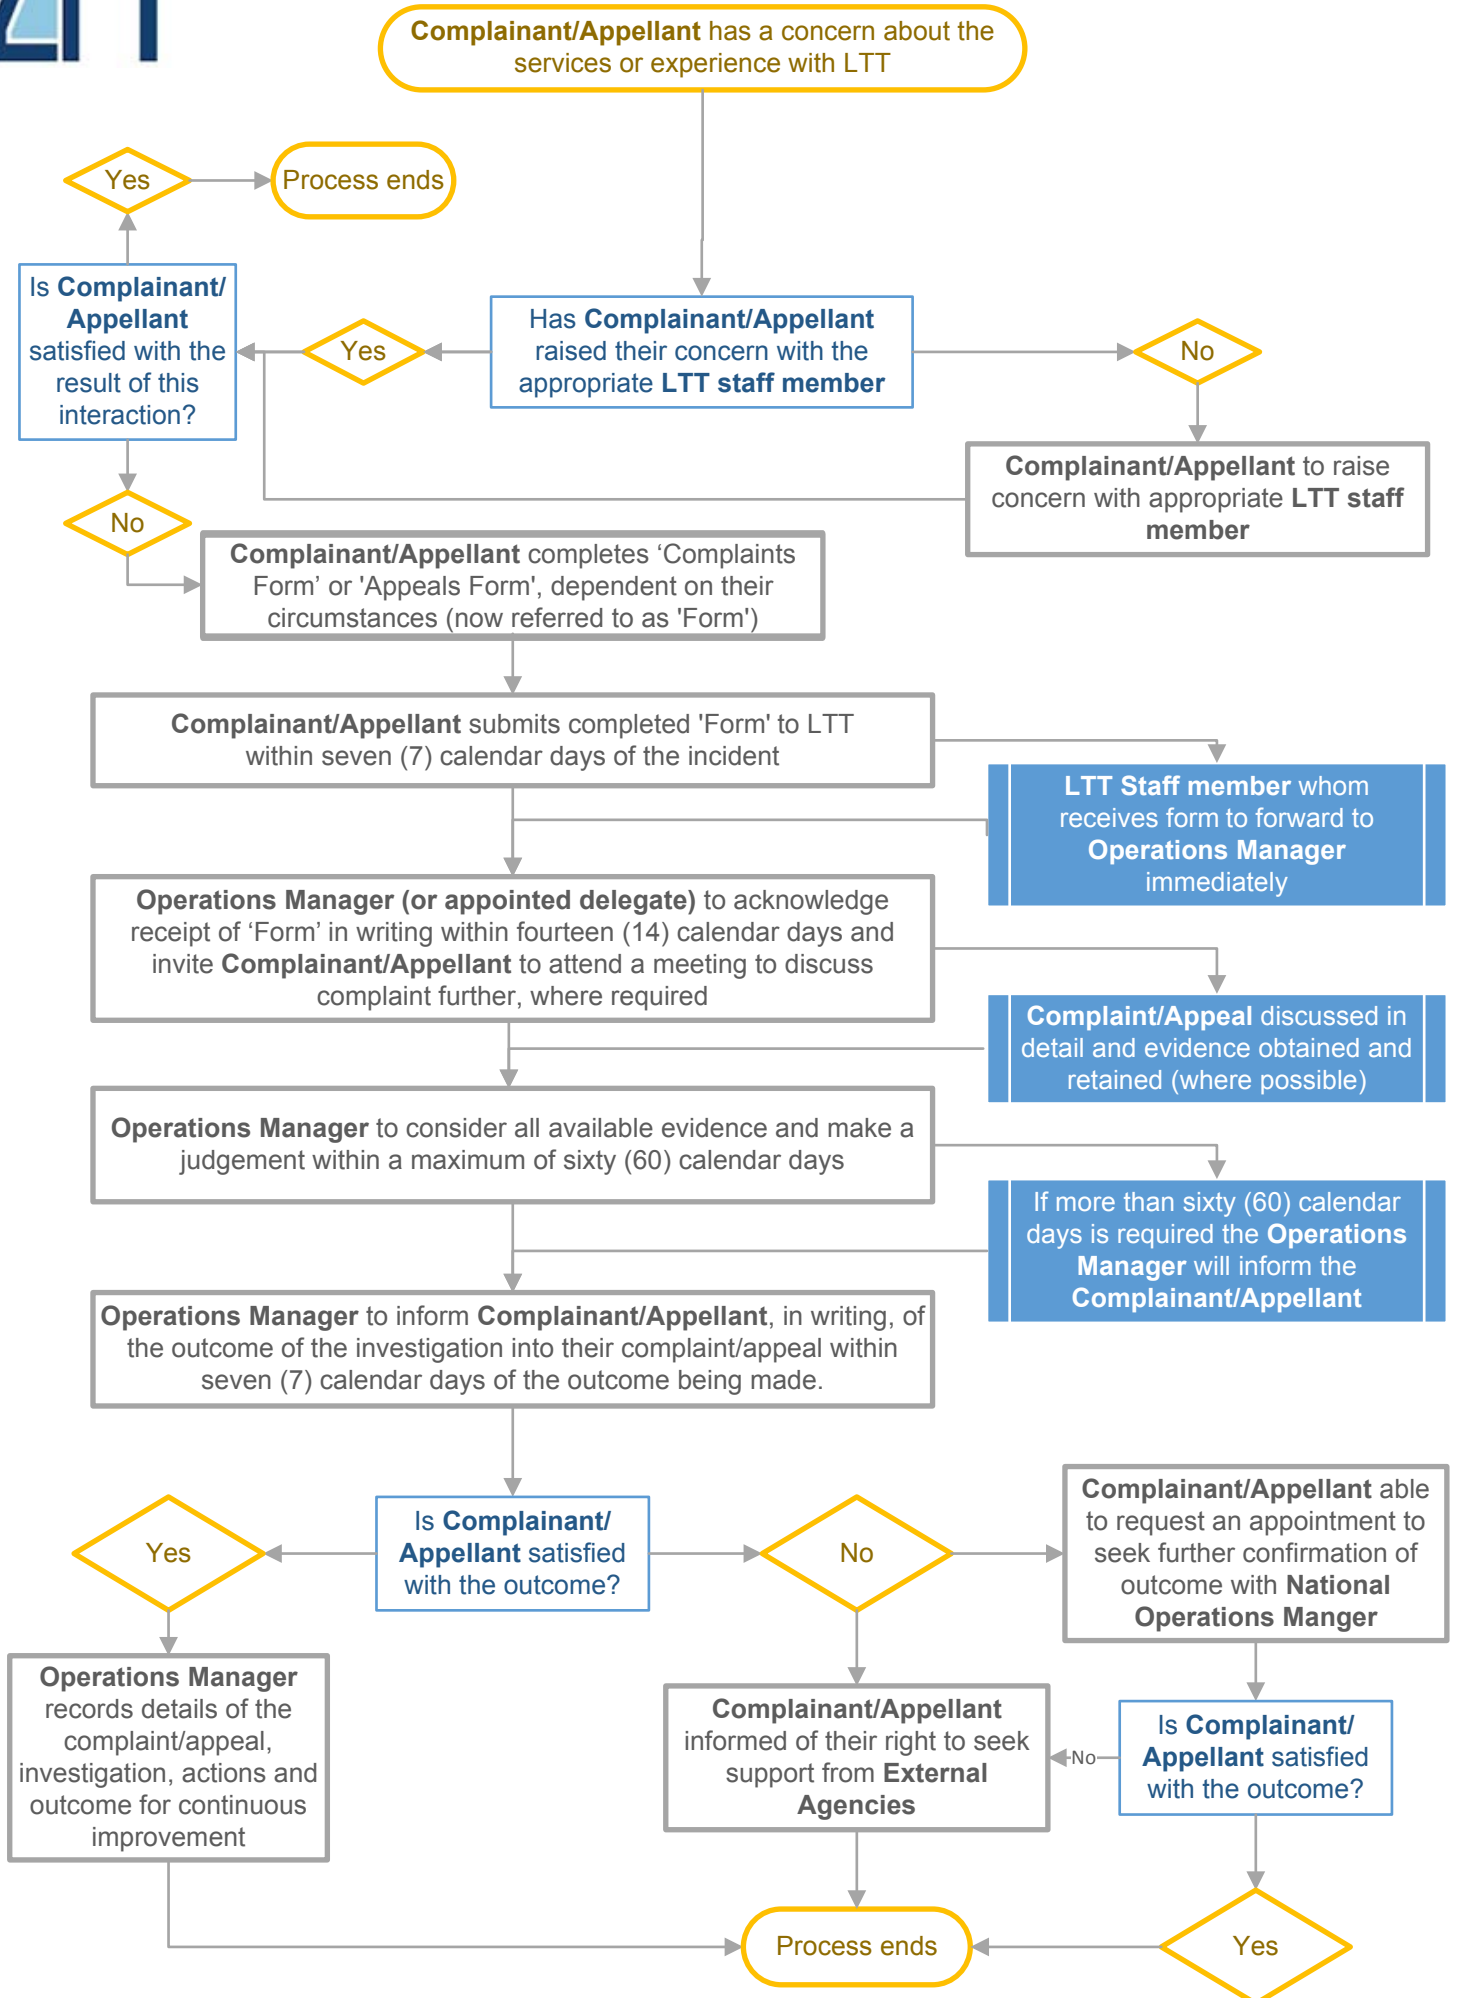 Complainant/Appellant has a concern about the
services or experience with LTT
Yes
Process ends
Is Complainant/
Appellant
satisfied with the
result of this
interaction?
Yes
Has Complainant/Appellant
raised their concern with the
appropriate LTT staff member
No
Complainant/Appellant to raise
concern with appropriate LTT staff
member
No
Complainant/Appellant completes ‘Complaints
Form’ or 'Appeals Form', dependent on their
circumstances (now referred to as 'Form')
Complainant/Appellant submits completed 'Form' to LTT
within seven (7) calendar days of the incident
LTT Staff member whom
receives form to forward to
Operations Manager
immediately
Operations Manager (or appointed delegate) to acknowledge
receipt of ‘Form’ in writing within fourteen (14) calendar days and
invite Complainant/Appellant to attend a meeting to discuss
complaint further, where required
Complaint/Appeal discussed in
detail and evidence obtained and
retained (where possible)
Operations Manager to consider all available evidence and make a
judgement within a maximum of sixty (60) calendar days
If more than sixty (60) calendar
days is required the Operations
Manager will inform the
Complainant/Appellant
Operations Manager to inform Complainant/Appellant, in writing, of
the outcome of the investigation into their complaint/appeal within
seven (7) calendar days of the outcome being made.
Yes
Is Complainant/
Appellant satisfied
with the outcome?
No
Complainant/Appellant able
to request an appointment to
seek further confirmation of
outcome with National
Operations Manger
Operations Manager
records details of the
complaint/appeal,
investigation, actions and
outcome for continuous
improvement
Complainant/Appellant
informed of their right to seek
support from External
Agencies
No
Is Complainant/
Appellant satisfied
with the outcome?
Process ends
Yes